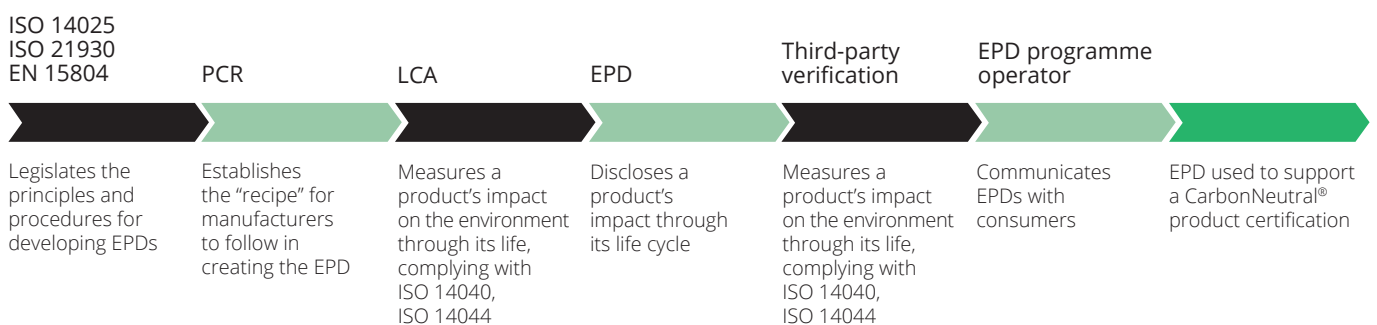 ISO 14025
ISO 21930
EN 15804
PCR
LCA
EPD
Third-party
verification
EPD programme
operator
Legislates the
principles and
procedures for
developing EPDs
Establishes
the “recipe” for
manufacturers
to follow in
creating the EPD
Measures a
product’s impact
on the environment
through its life,
complying with
ISO 14040,
ISO 14044
Discloses a
product’s
impact through
its life cycle
Measures a
product’s impact
on the environment
through its life,
complying with
ISO 14040,
ISO 14044
Communicates
EPDs with
consumers
EPD used to support
a CarbonNeutral®
product certification